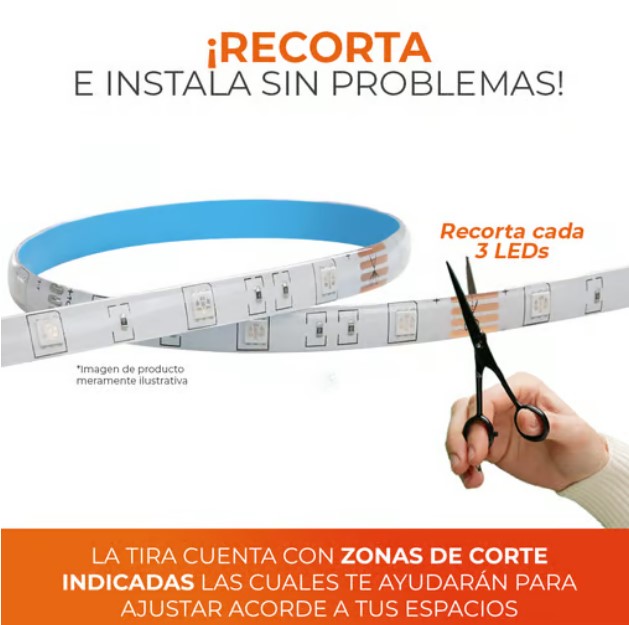 ¡RECORTA
E INSTALA SIN PROBLEMAS!
Recorta cada
3 LEDs
*Imagen de producto
meramente ilustrativa
LA TIRA CUENTA CON ZONAS DE CORTE
INDICADAS LAS CUALES TE AYUDARÁN PARA
AJUSTAR ACORDE A TUS ESPACIOS